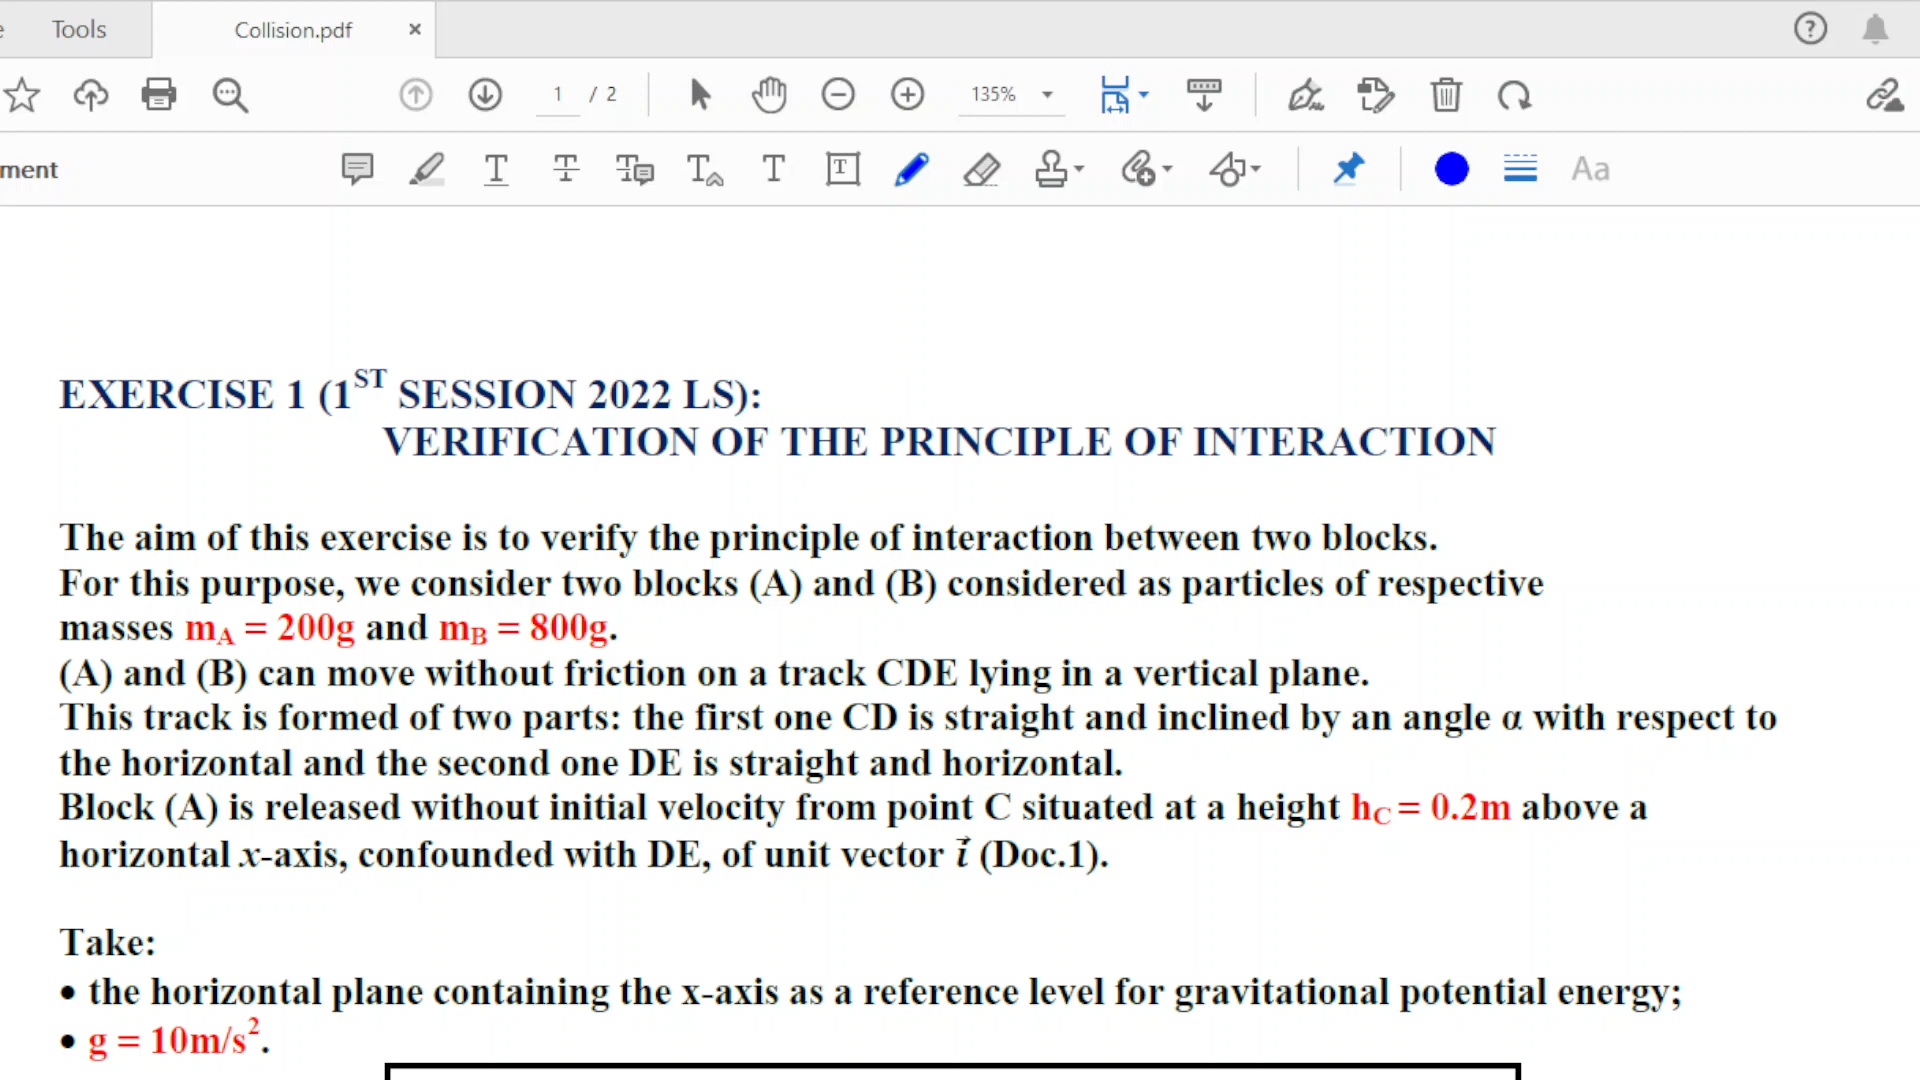 e Tools Collision.pdf ×
1 / 2 135%
ment Aa
EXERCISE 1 (1ST SESSION 2022 LS):
VERIFICATION OF THE PRINCIPLE OF INTERACTION
The aim of this exercise is to verify the principle of interaction between two blocks.
For this purpose, we consider two blocks (A) and (B) considered as particles of respective
masses mA = 200g and mB = 800g.
(A) and (B) can move without friction on a track CDE lying in a vertical plane.
This track is formed of two parts: the first one CD is straight and inclined by an angle α with respect to
the horizontal and the second one DE is straight and horizontal.
Block (A) is released without initial velocity from point C situated at a height hC = 0.2m above a
horizontal x-axis, confounded with DE, of unit vector i⃗ (Doc.1).
Take:
• the horizontal plane containing the x-axis as a reference level for gravitational potential energy;
• g = 10m/s².